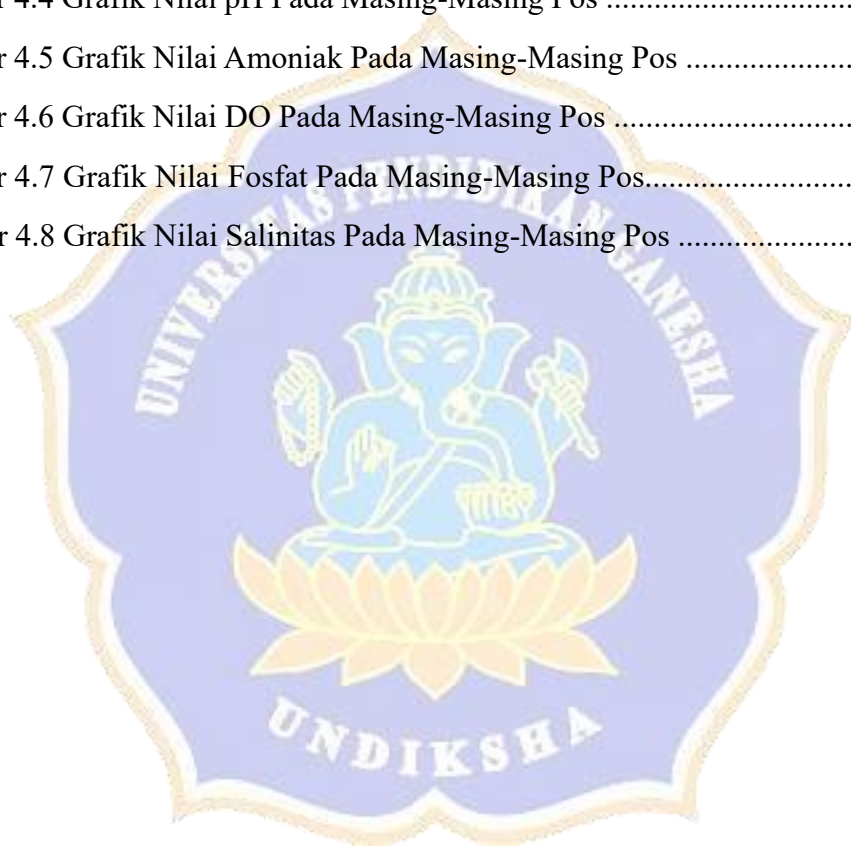 r 4.4 Grafik Nilai pH Pada Masing-Masing Pos ..............................
r 4.5 Grafik Nilai Amoniak Pada Masing-Masing Pos .....................
r 4.6 Grafik Nilai DO Pada Masing-Masing Pos ..............................
r 4.7 Grafik Nilai Fosfat Pada Masing-Masing Pos..........................
r 4.8 Grafik Nilai Salinitas Pada Masing-Masing Pos ......................
UNIVERSITAS PENDIDIKAN GANESHA
UNDIKSHA